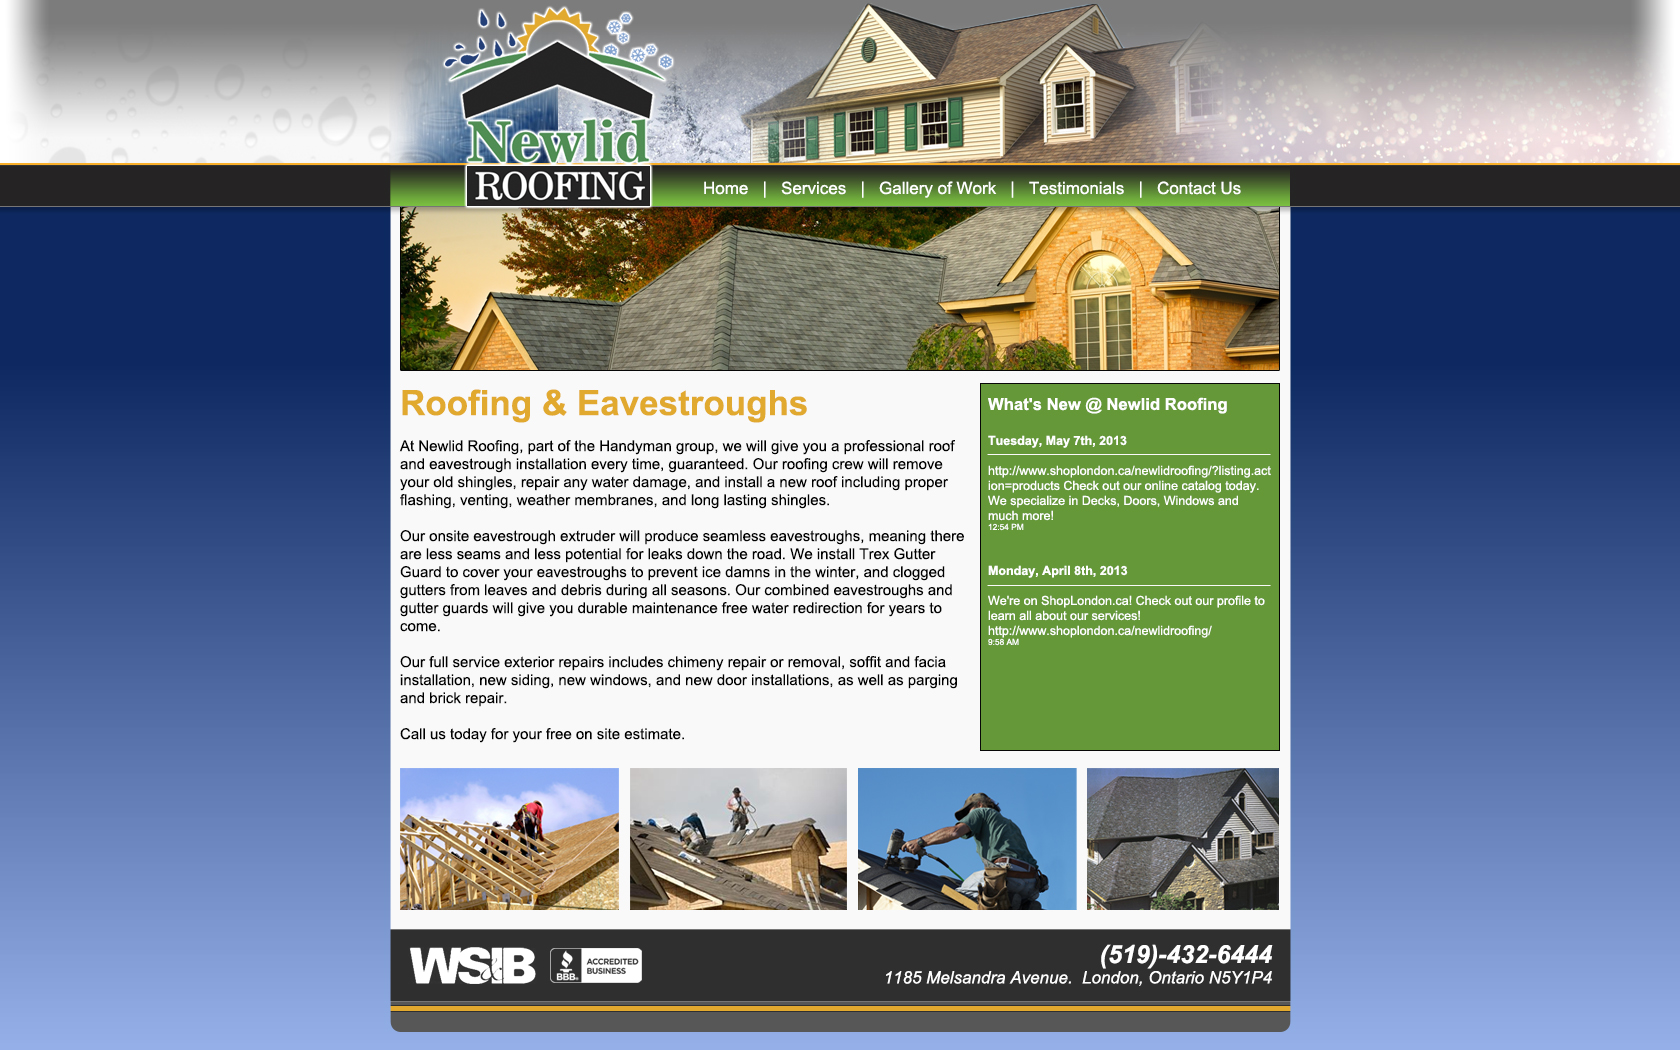 Newlid
ROOFING
Home | Services | Gallery of Work | Testimonials | Contact Us
Roofing & Eavestroughs
At Newlid Roofing, part of the Handyman group, we will give you a professional roof
and eavestrough installation every time, guaranteed. Our roofing crew will remove
your old shingles, repair any water damage, and install a new roof including proper
flashing, venting, weather membranes, and long lasting shingles.
Our onsite eavestrough extruder will produce seamless eavestroughs, meaning there
are less seams and less potential for leaks down the road. We install Trex Gutter
Guard to cover your eavestroughs to prevent ice damns in the winter, and clogged
gutters from leaves and debris during all seasons. Our combined eavestroughs and
gutter guards will give you durable maintenance free water redirection for years to
come.
Our full service exterior repairs includes chimeny repair or removal, soffit and facia
installation, new siding, new windows, and new door installations, as well as parging
and brick repair.
Call us today for your free on site estimate.
What's New @ Newlid Roofing
Tuesday, May 7th, 2013
http://www.shoplondon.ca/newlidroofing/?listing.act
ion=products Check out our online catalog today.
We specialize in Decks, Doors, Windows and
much more!
12:54 PM
Monday, April 8th, 2013
We're on ShopLondon.ca! Check out our profile to
learn all about our services!
http://www.shoplondon.ca/newlidroofing/
9:58 AM
WS&IB
BBB.
ACCREDITED
BUSINESS
(519)-432-6444
1185 Melsandra Avenue.  London, Ontario N5Y1P4